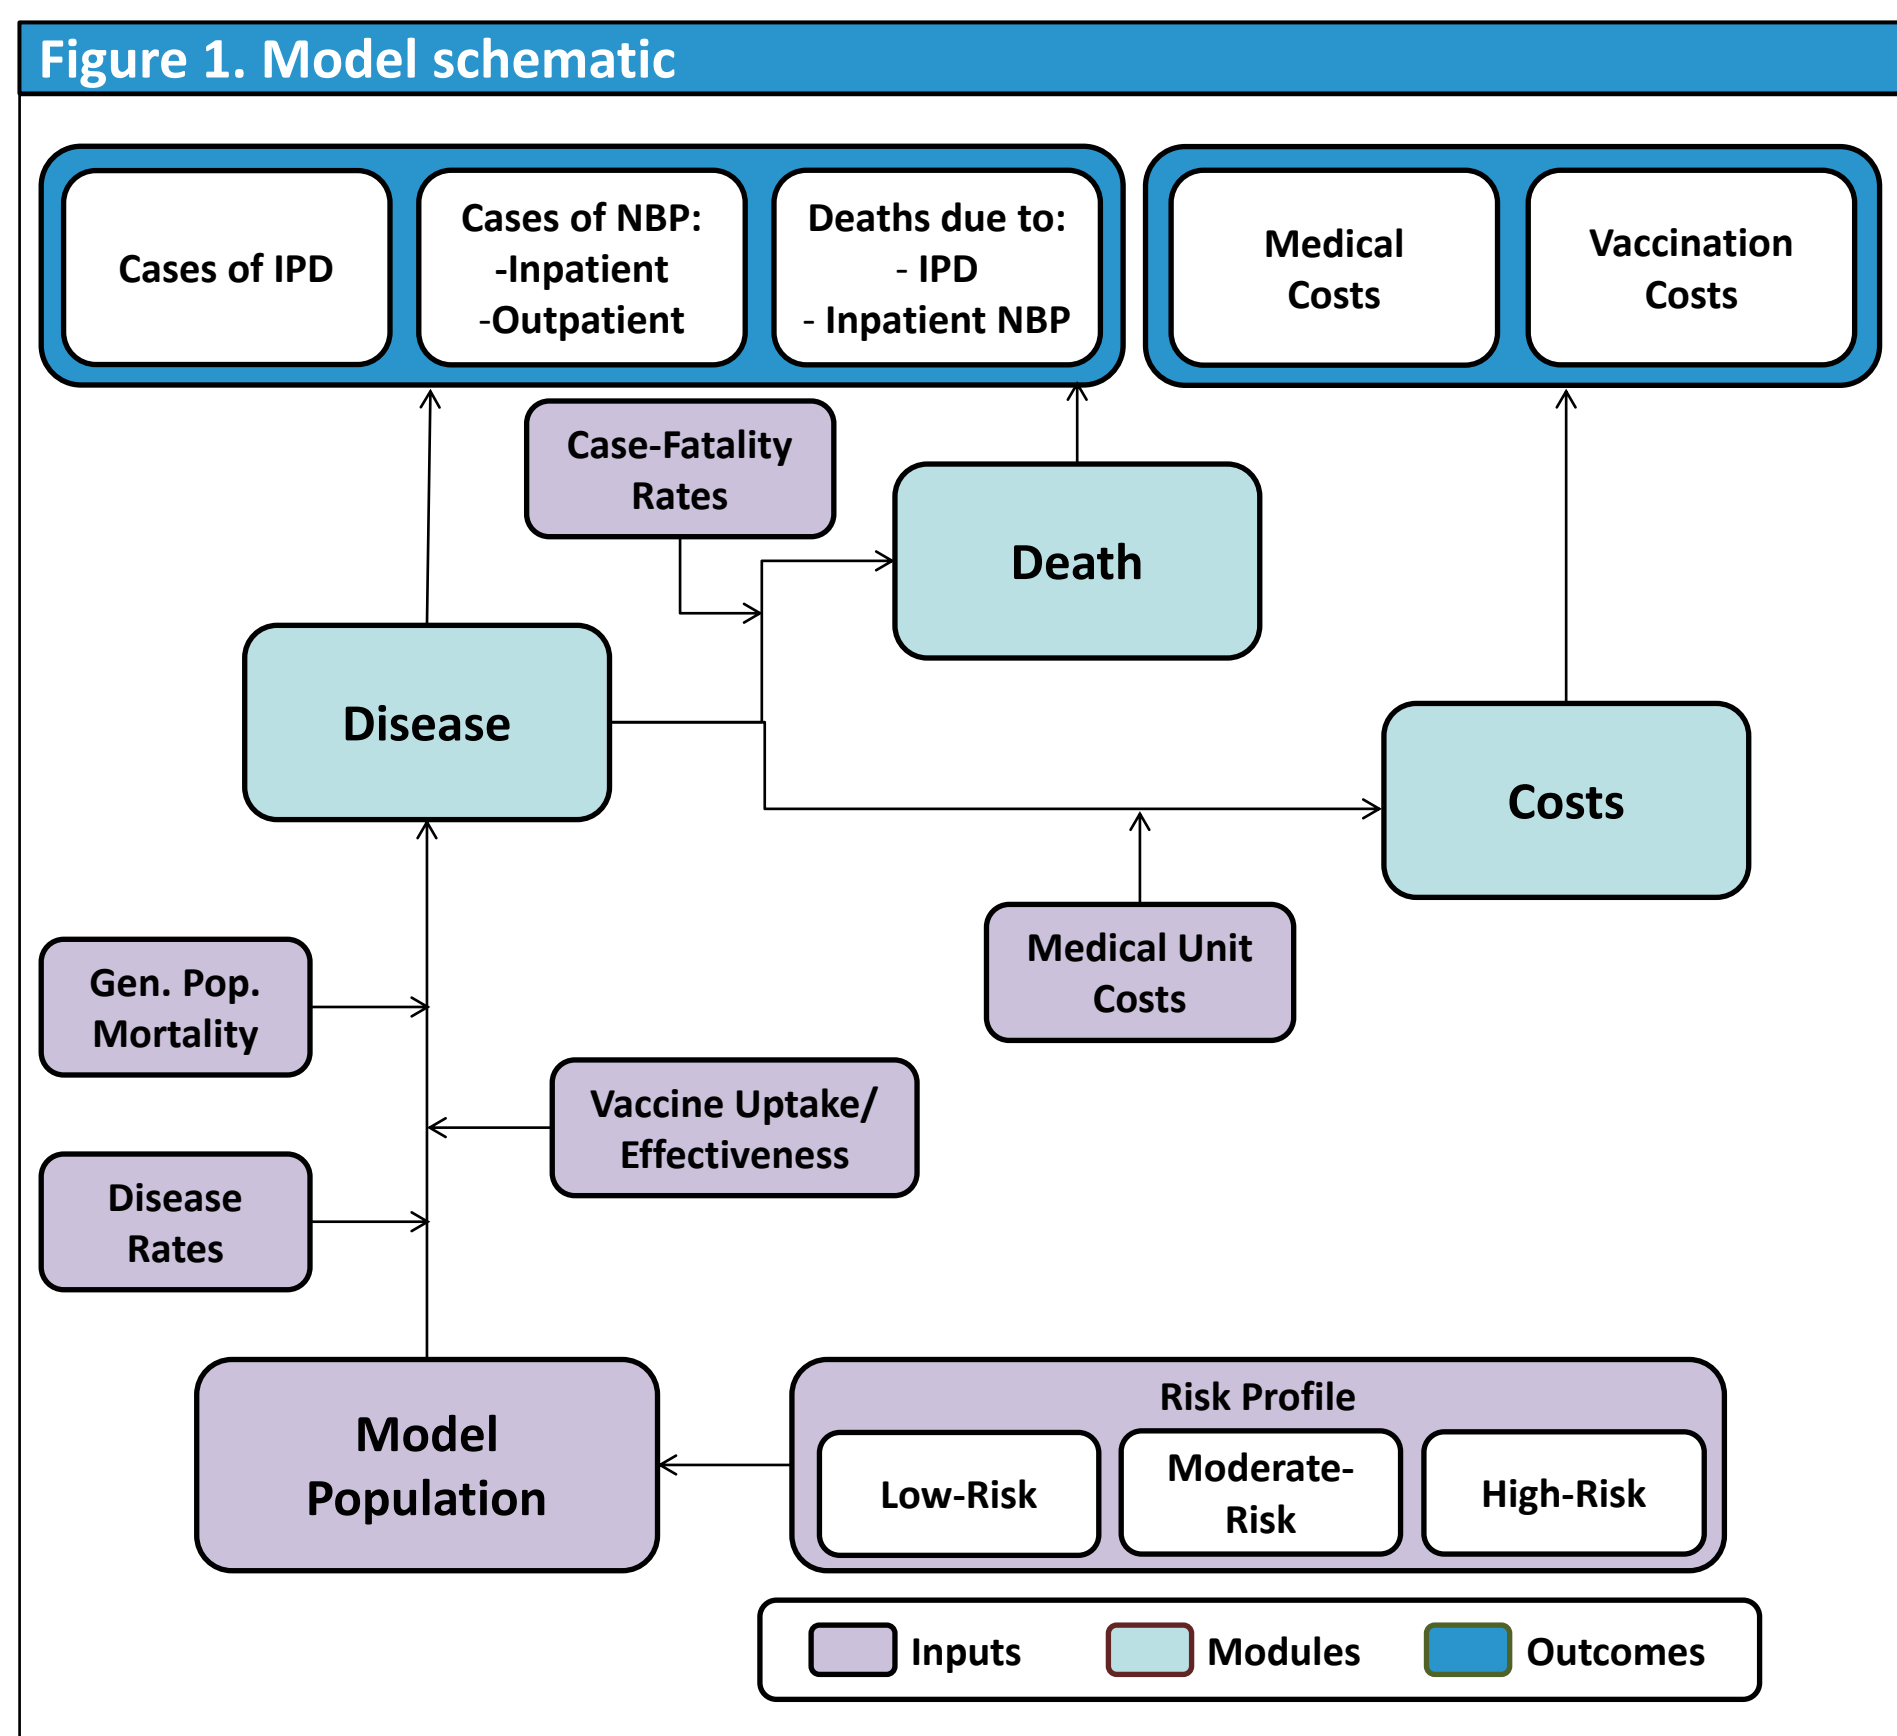 Figure 1. Model schematic
Cases of IPD
Cases of NBP:
-Inpatient
-Outpatient
Deaths due to:
- IPD
- Inpatient NBP
Medical
Costs
Vaccination
Costs
Case-Fatality
Rates
Death
Disease
Costs
Medical Unit
Costs
Gen. Pop.
Mortality
Vaccine Uptake/
Effectiveness
Disease
Rates
Model
Population
Risk Profile
Low-Risk
Moderate-
Risk
High-Risk
Inputs
Modules
Outcomes